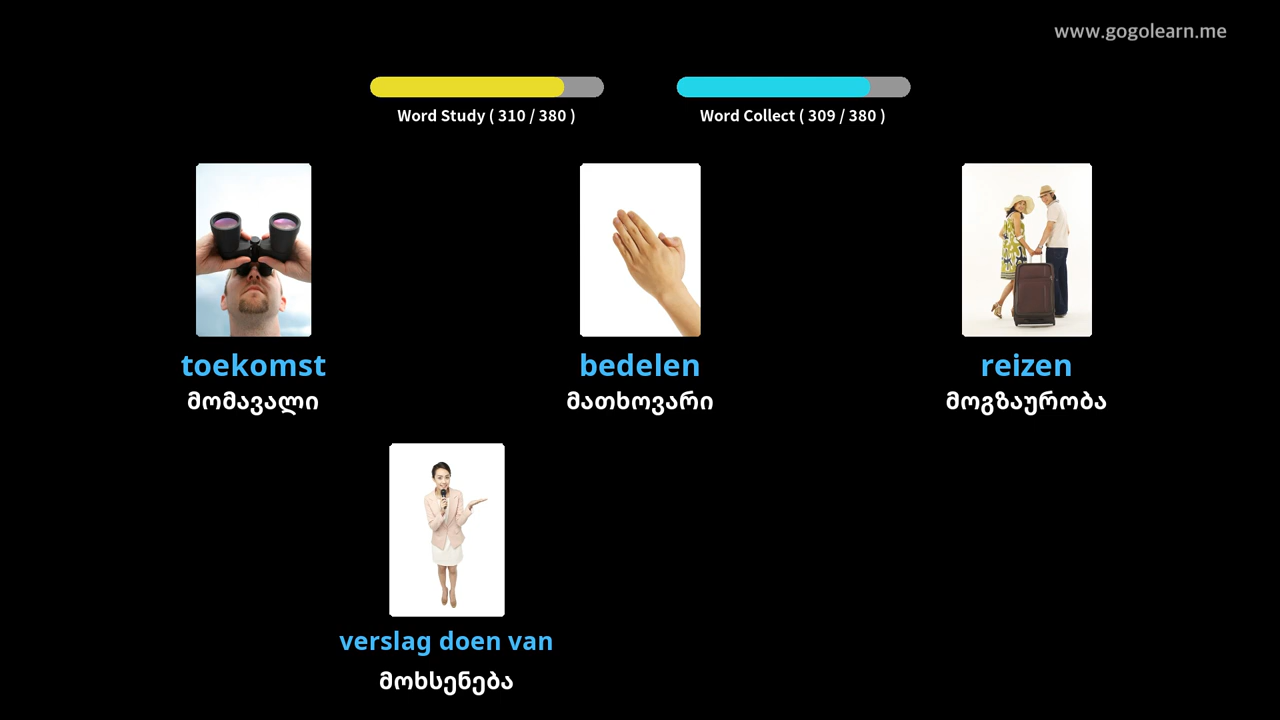 www.gogolearn.me
Word Study ( 310 / 380 )
Word Collect ( 309 / 380 )
toekomst
მომავალი
bedelen
მათხოვარი
reizen
მოგზაურობა
verslag doen van
მოხსენება